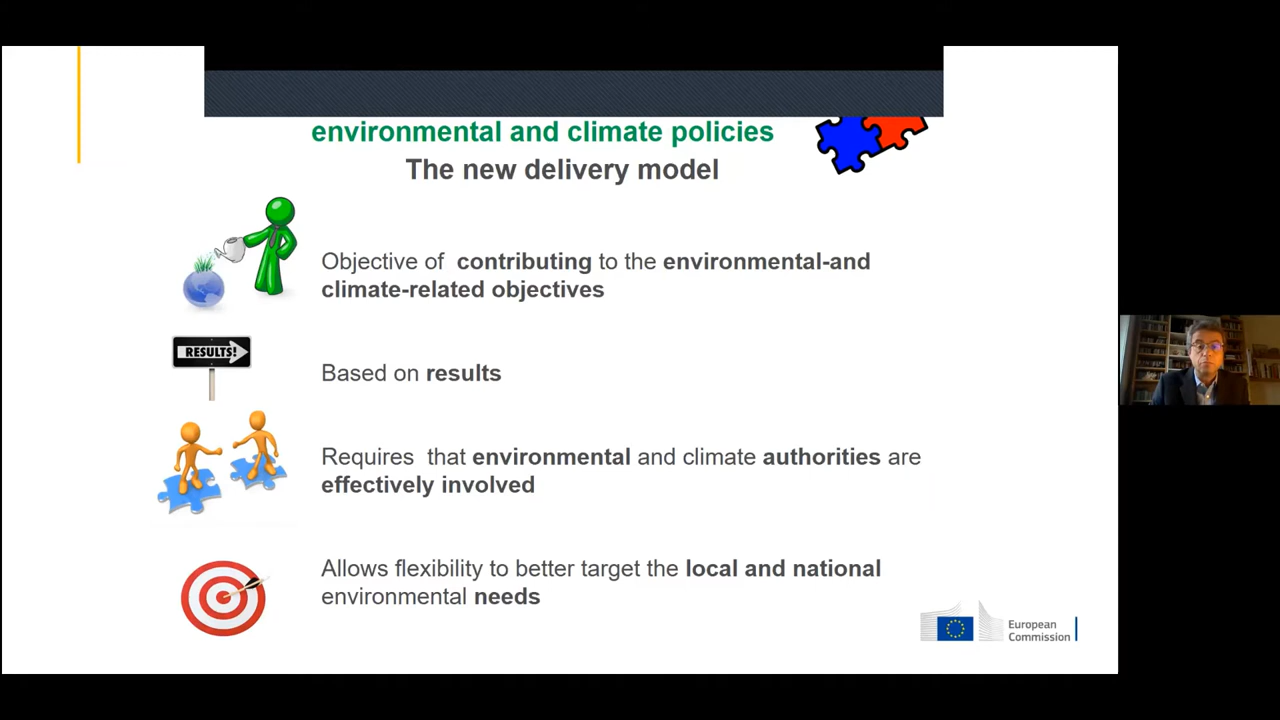 environmental and climate policies
The new delivery model
Objective of contributing to the environmental-and
climate-related objectives
RESULTS!
Based on results
Requires that environmental and climate authorities are
effectively involved
Allows flexibility to better target the local and national
environmental needs
European
Commission